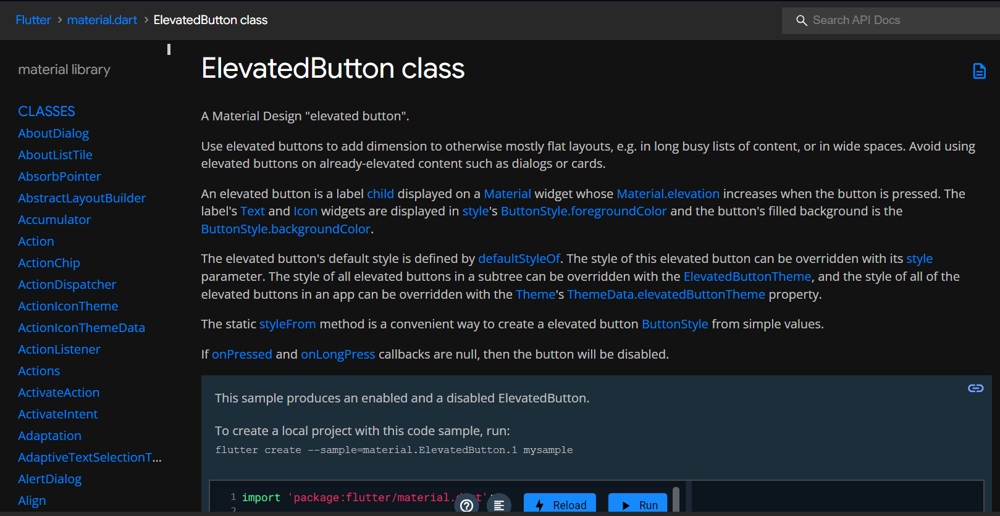 Flutter > material.dart > ElevatedButton class
Search API Docs
material library
CLASSES
AboutDialog
AboutListTile
AbsorbPointer
AbstractLayoutBuilder
Accumulator
Action
ActionChip
ActionDispatcher
ActionIconTheme
ActionIconThemeData
ActionListener
Actions
ActivateAction
ActivateIntent
Adaptation
AdaptiveTextSelectionT...
AlertDialog
Align
ElevatedButton class
A Material Design "elevated button".
Use elevated buttons to add dimension to otherwise mostly flat layouts, e.g. in long busy lists of content, or in wide spaces. Avoid using
elevated buttons on already-elevated content such as dialogs or cards.
An elevated button is a label child displayed on a Material widget whose Material.elevation increases when the button is pressed. The
label's Text and Icon widgets are displayed in style's ButtonStyle.foregroundColor and the button's filled background is the
ButtonStyle.backgroundColor.
The elevated button's default style is defined by defaultStyleOf. The style of this elevated button can be overridden with its style
parameter. The style of all elevated buttons in a subtree can be overridden with the ElevatedButtonTheme, and the style of all of the
elevated buttons in an app can be overridden with the Theme's ThemeData.elevatedButtonTheme property.
The static styleFrom method is a convenient way to create a elevated button ButtonStyle from simple values.
If onPressed and onLongPress callbacks are null, then the button will be disabled.
This sample produces an enabled and a disabled ElevatedButton.
To create a local project with this code sample, run:
flutter create --sample=material.ElevatedButton.1 mysample
1 import 'package:flutter/material.
2
Reload
Run